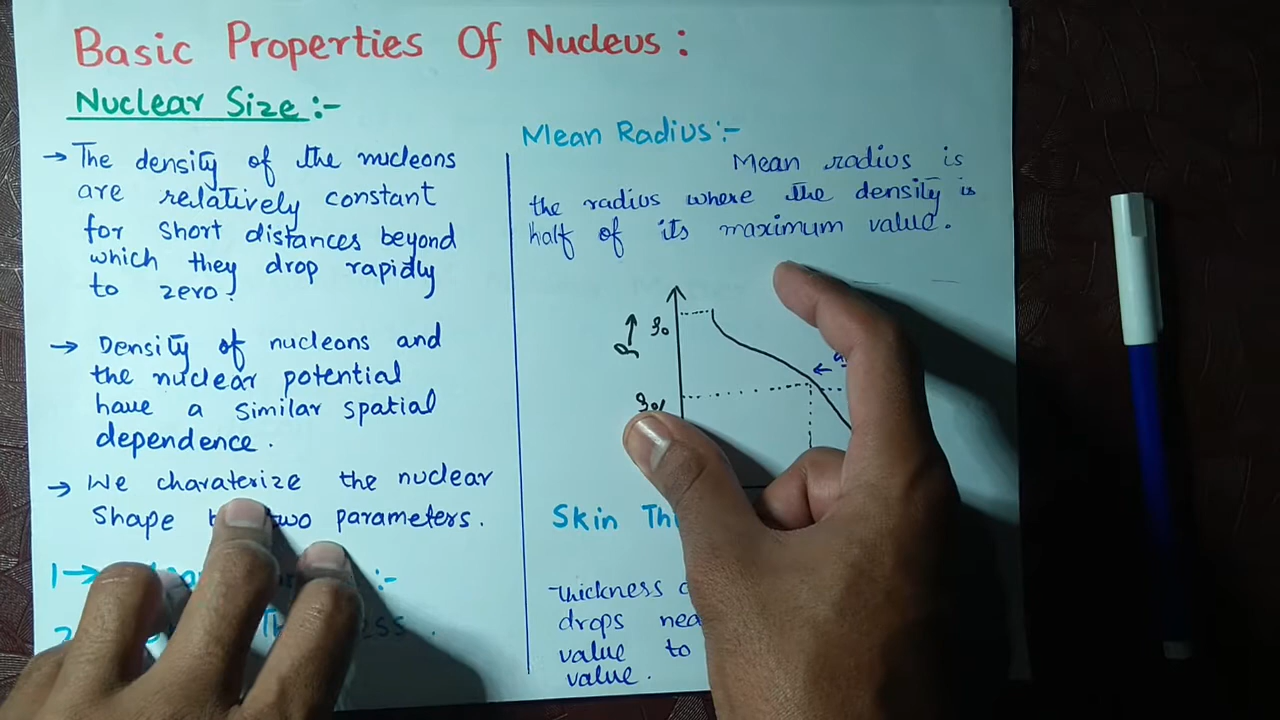 Basic Properties Of Nucleus :
Nuclear Size :-
→ The density of the nucleons
are relatively constant
for short distances beyond
which they drop rapidly
to zero.
→ Density of nucleons and
the nuclear potential
have a similar spatial
dependence.
→ We charaterize the nuclear
shape two parameters.
1→ :-
2
Mean Radius :-
Mean radius is
the radius where the density is
half of its maximum value.
Skin
thickness
drops
value to
value.